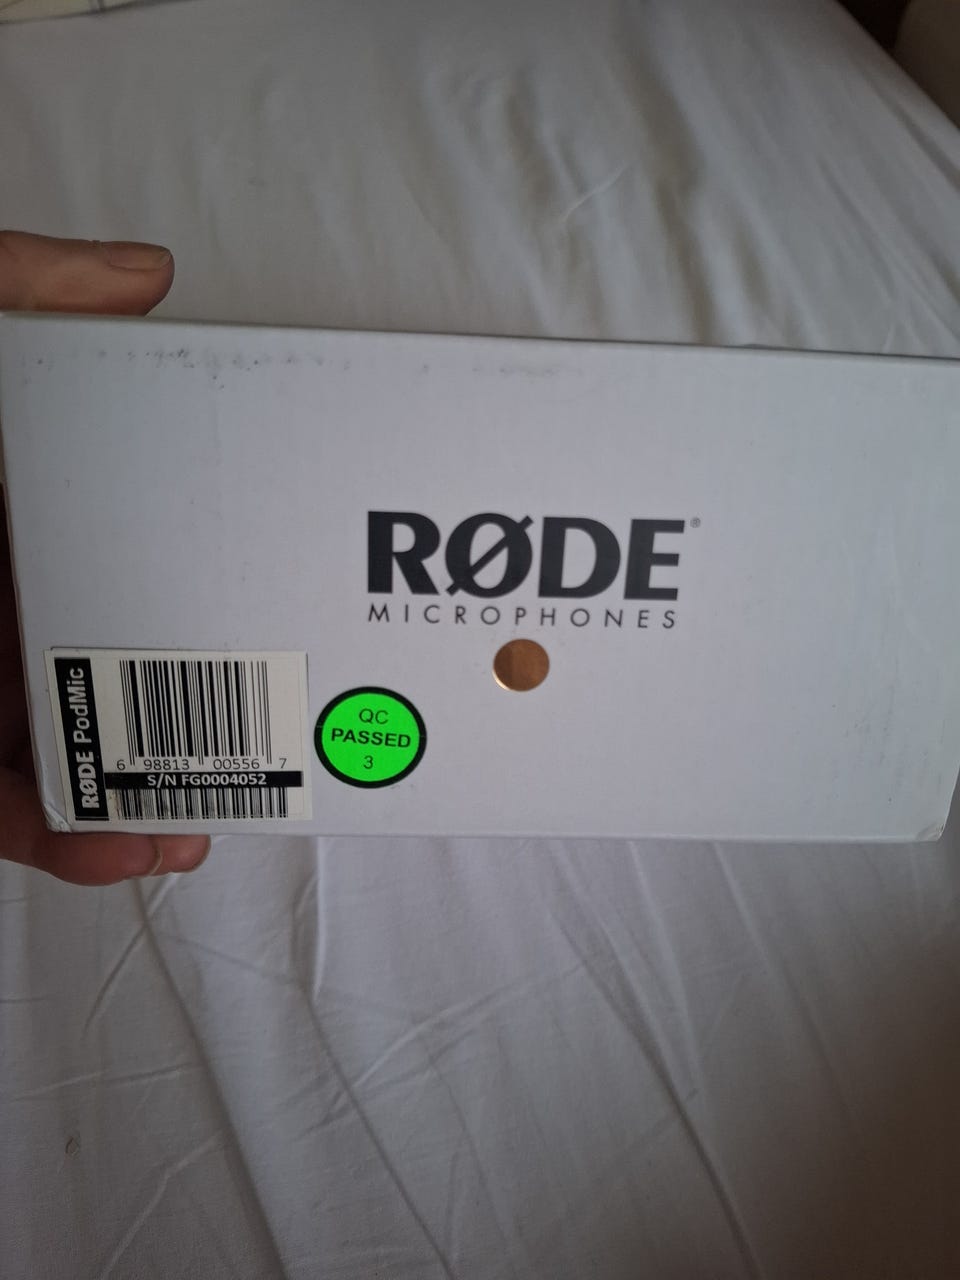 RØDE®
MICROPHONES
RØDE PodMic
6 98813 00556 7
S/N FG0004052
QC
PASSED
3